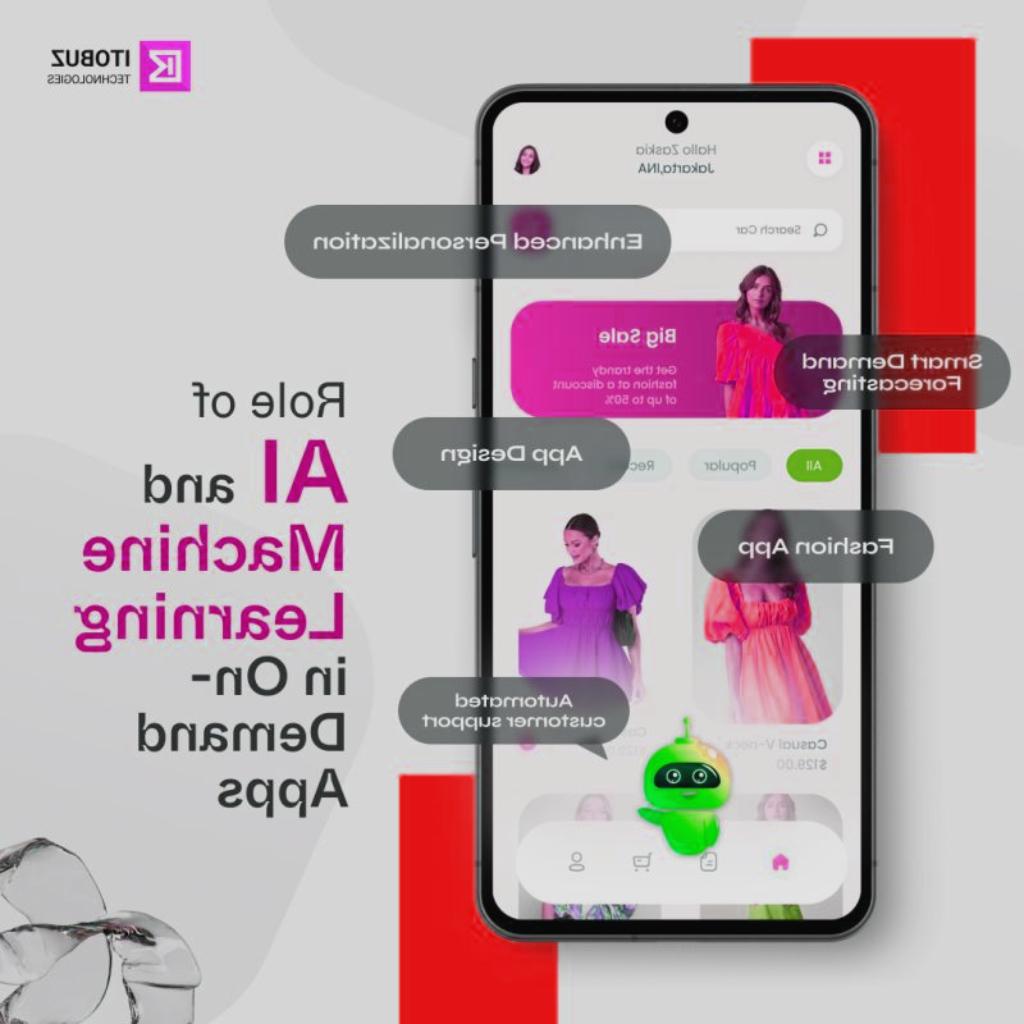 ITOBUZ
TECHNOLOGIES
Hallo Zaskia
Jakarta,INA
Search Car
Enhanced Personalization
Big Sale
Get the trandy
fashion at a discount
of up to 50%
Smart Demand
Forecasting
Role of
AI and
Machine
Learning
in On-
Demand
Apps
App Design
All
Popular
Fashion App
Automated
customer support
Casual V-neck
$129.00